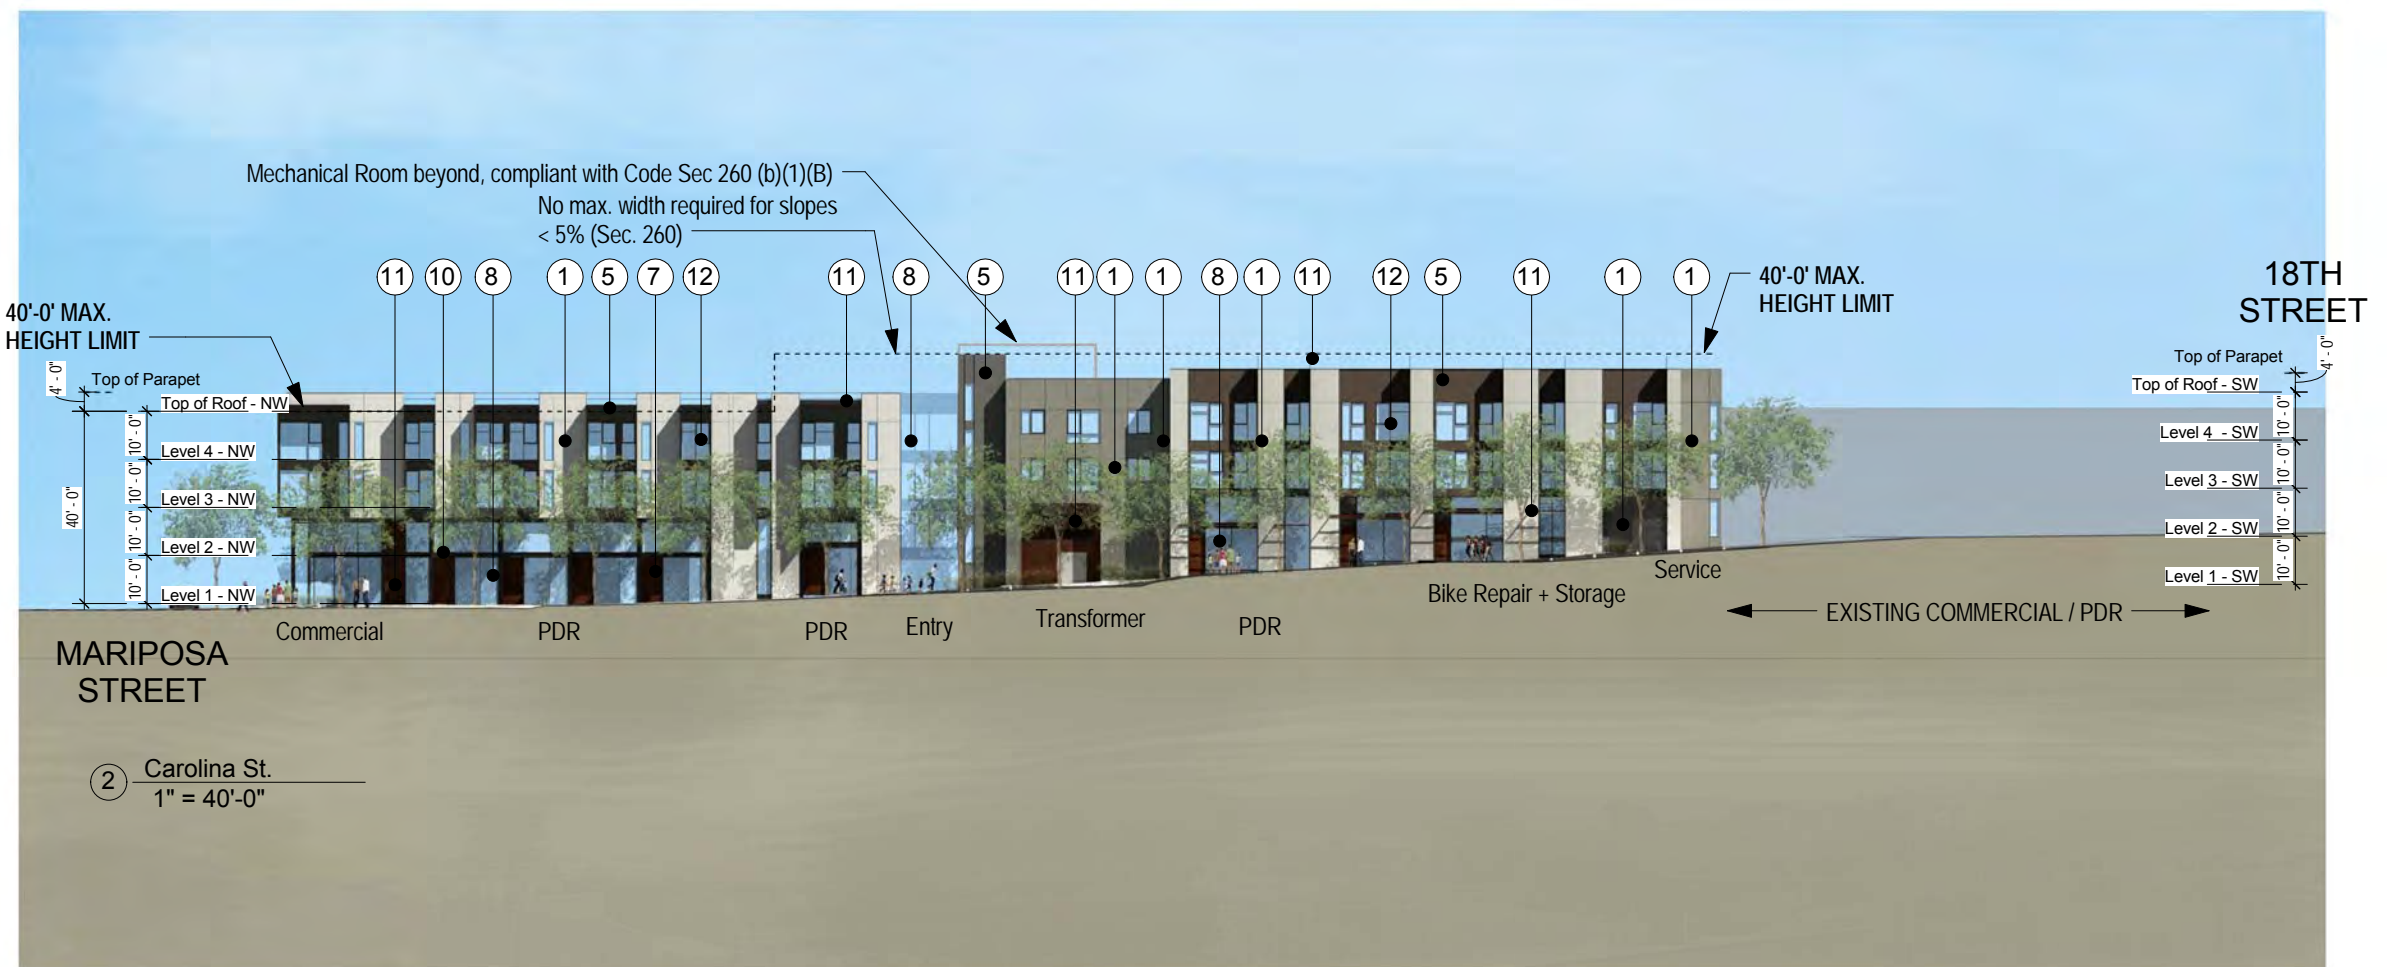 Mechanical Room beyond, compliant with Code Sec 260 (b)(1)(B)
No max. width required for slopes
< 5% (Sec. 260)
11 10 8 1 5 7 12 11 8 5 11 1 1 8 1 11 12 5 11 1 1
40'-0' MAX.
HEIGHT LIMIT
40'-0' MAX.
HEIGHT LIMIT
18TH
STREET
4' - 0"
Top of Parapet
Top of Roof - NW
10' - 0"
Level 4 - NW
10' - 0"
Level 3 - NW
10' - 0"
Level 2 - NW
10' - 0"
Level 1 - NW
40' - 0"
Top of Parapet
4' - 0"
Top of Roof - SW
10' - 0"
Level 4 - SW
10' - 0"
Level 3 - SW
10' - 0"
Level 2 - SW
10' - 0"
Level 1 - SW
Commercial
PDR
PDR
Entry
Transformer
PDR
Bike Repair + Storage
Service
EXISTING COMMERCIAL / PDR
MARIPOSA
STREET
2 Carolina St.
1" = 40'-0"